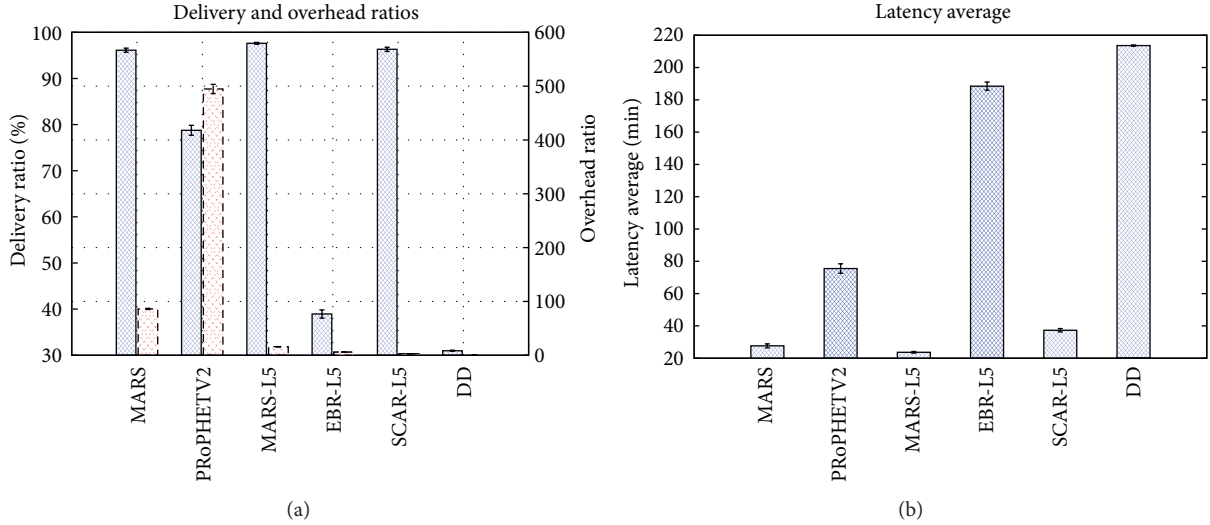 Delivery and overhead ratios
Delivery ratio (%)
100
90
80
70
60
50
40
30
600
500
400
300
200
100
0
Overhead ratio
MARS
PRoPHETV2
MARS-L5
EBR-L5
SCAR-L5
DD
(a)
Latency average
Latency average (min)
220
200
180
160
140
120
100
80
60
40
20
MARS
PRoPHETV2
MARS-L5
EBR-L5
SCAR-L5
DD
(b)